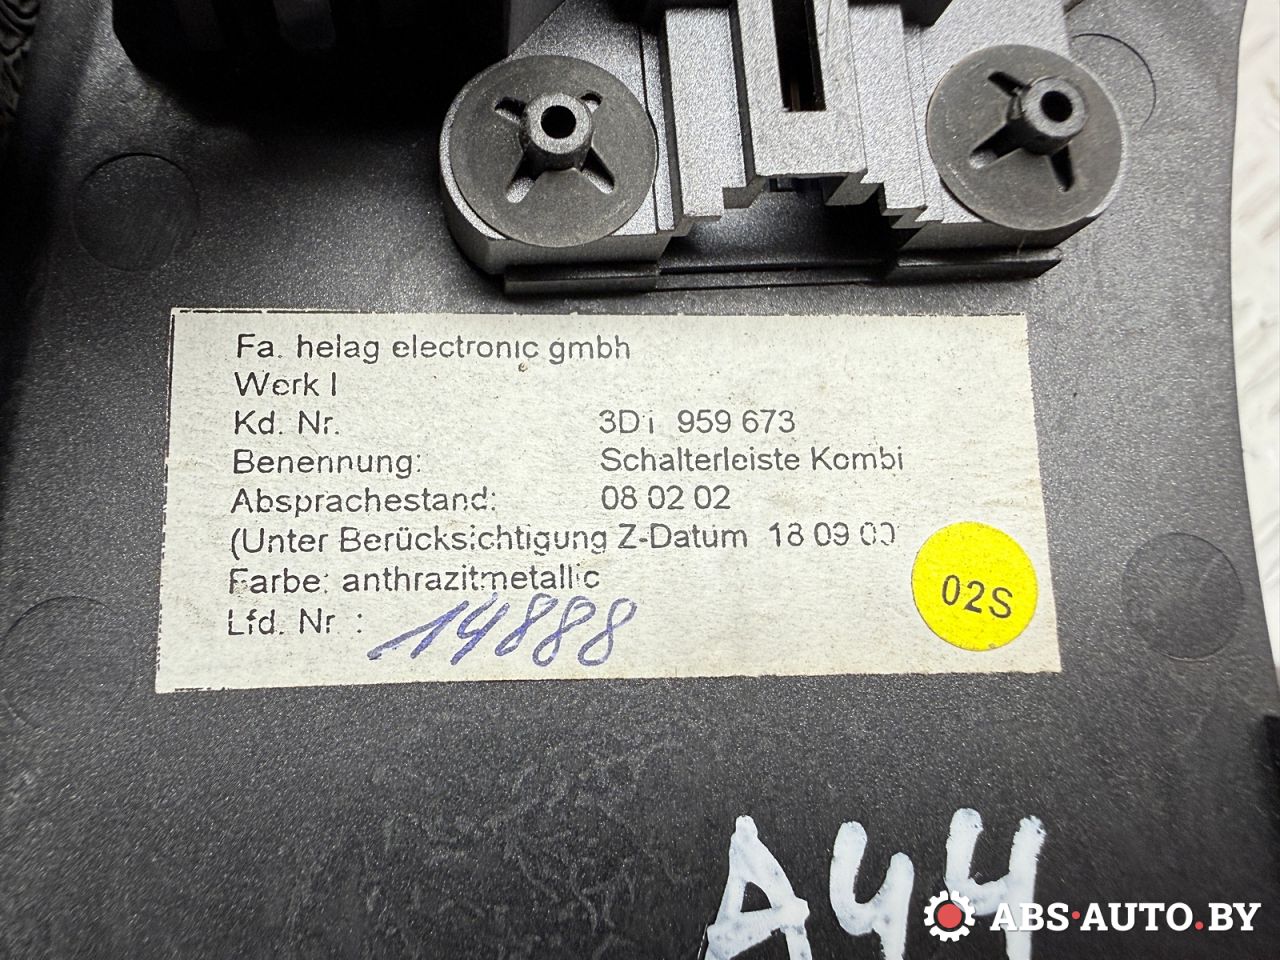 Fa. helag electronic gmbh
Werk I
Kd. Nr. 3D1 959 673
Benennung: Schalterleiste Kombi
Absprachestand: 08 02 02
(Unter Berücksichtigung Z-Datum 18 09 00
Farbe: anthrazitmetallic
Lfd. Nr. : 14888
02S
A44
ABS-AUTO.BY